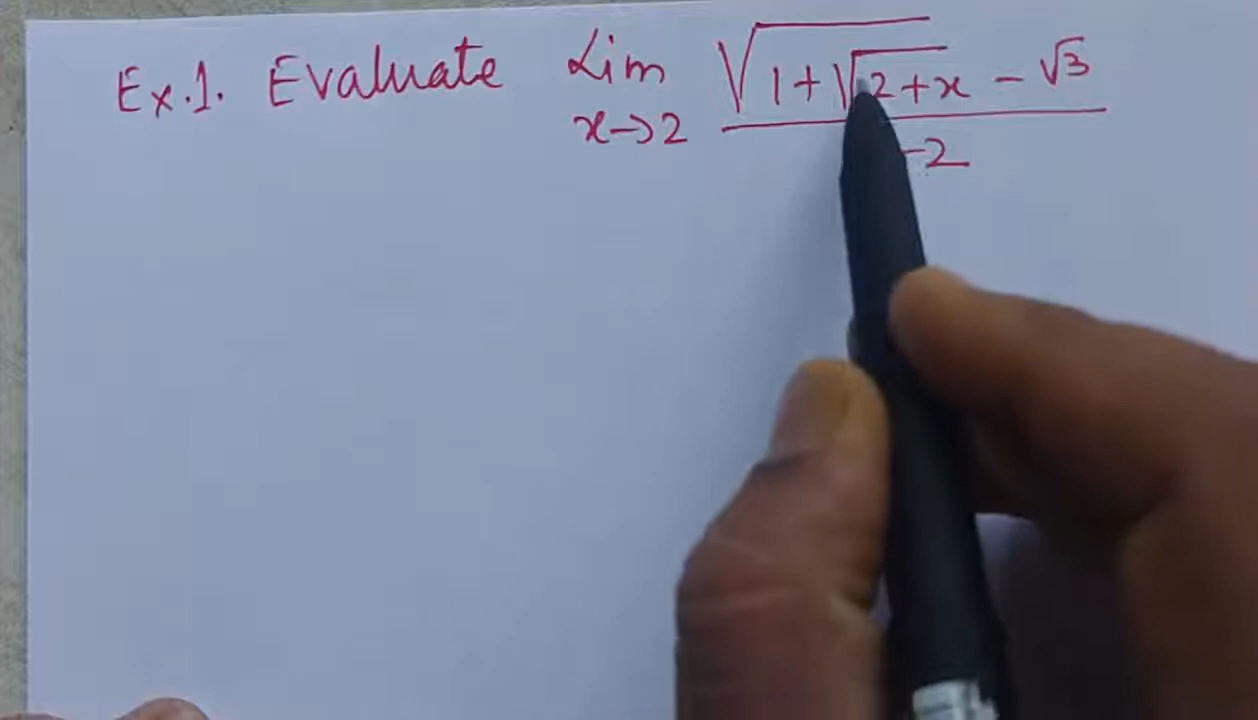 Ex.1. Evaluate Lim x→2 √(1+√(2+x)) - √3 / -2